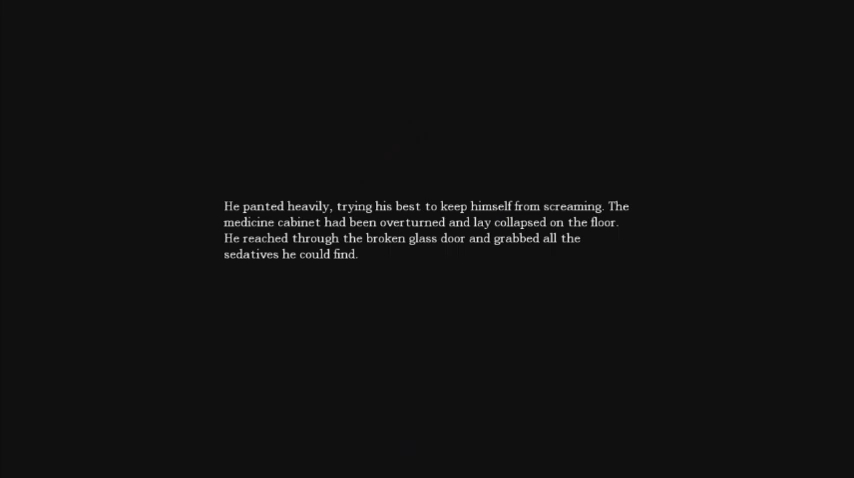 He panted heavily, trying his best to keep himself from screaming. The
medicine cabinet had been overturned and lay collapsed on the floor.
He reached through the broken glass door and grabbed all the
sedatives he could find.